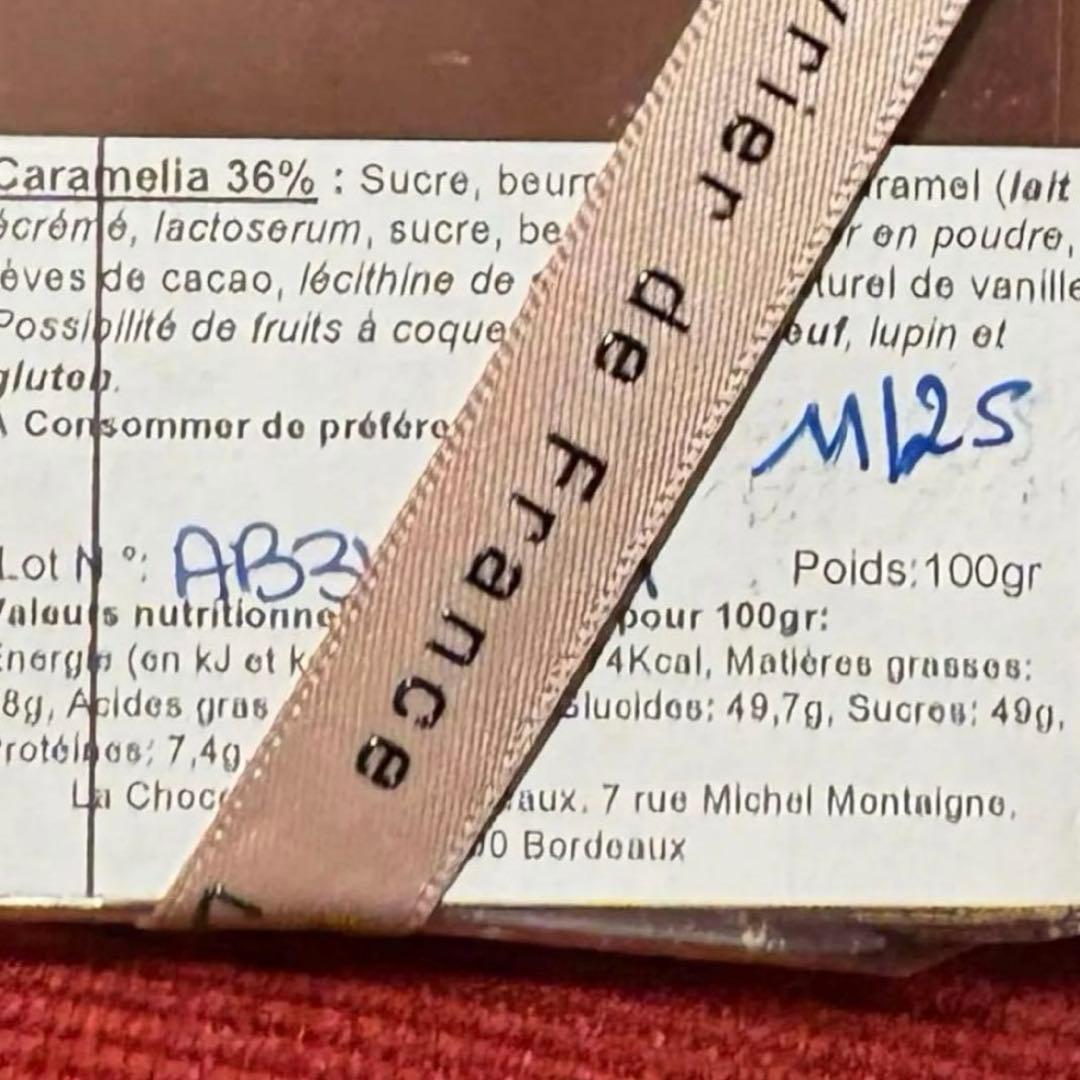 Caramelia 36% : Sucre, beurr ramel (lait
écrémé, lactoserum, sucre, be r en poudre,
èves de cacao, lécithine de turel de vanille
Possibilité de fruits à coque euf, lupin et
gluten.
A Consommer de préfére
M/25
Lot N °: AB3
Poids:100gr
Valeurs nutritionne pour 100gr:
Energie (en kJ et k 4Kcal, Matières grasses:
8g, Acides gras Glucides: 49,7g, Sucres: 49g,
Protéines: 7,4g
La Choc aux. 7 rue Michel Montaigne,
0 Bordeaux
vrier de France